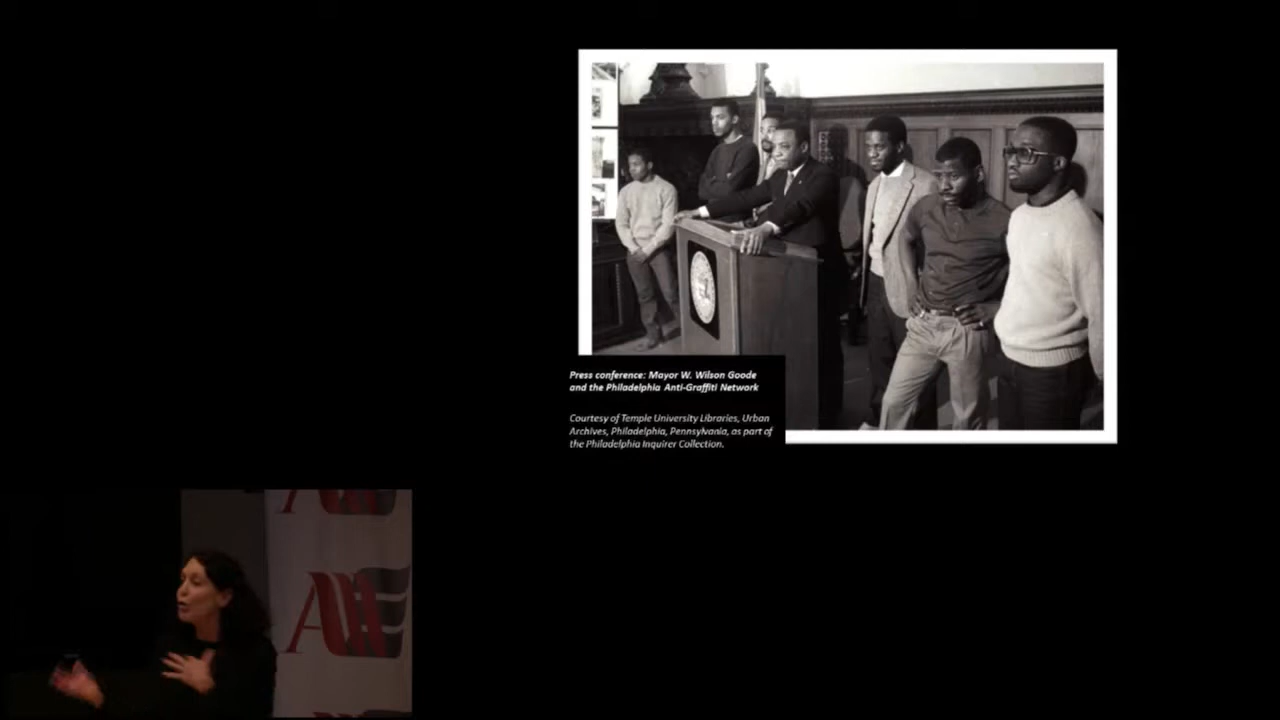 Press conference: Mayor W. Wilson Goode
and the Philadelphia Anti-Graffiti Network
Courtesy of Temple University Libraries, Urban
Archives, Philadelphia, Pennsylvania, as part of
the Philadelphia Inquirer Collection.